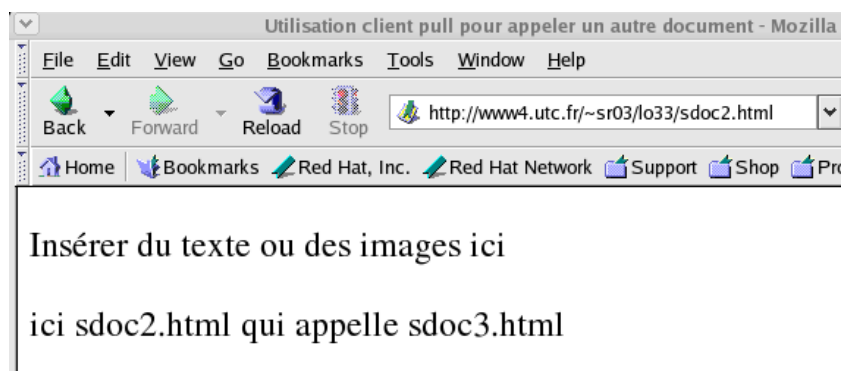 Utilisation client pull pour appeler un autre document - Mozilla
File Edit View Go Bookmarks Tools Window Help
Back Forward Reload Stop http://www4.utc.fr/~sr03/lo33/sdoc2.html
Home Bookmarks Red Hat, Inc. Red Hat Network Support Shop Pro
Insérer du texte ou des images ici
ici sdoc2.html qui appelle sdoc3.html